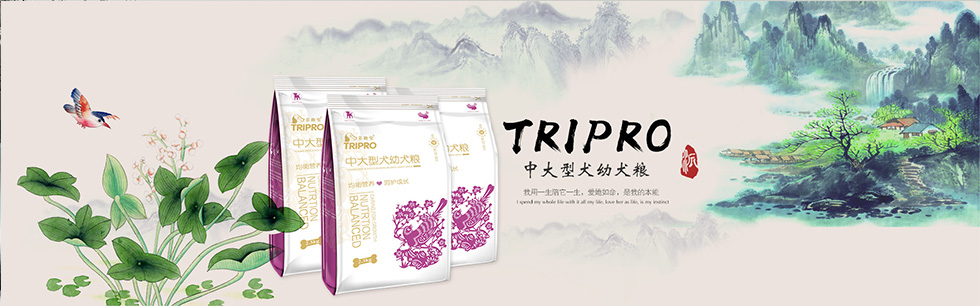 TRIPRO
中大型犬幼犬粮
均衡营养
呵护成长
NUTRITION
BALANCED
TRIPRO
中大型犬幼犬粮
我用一生陪它一生，爱她如命，是我的本能
I spend my whole life with it all my life, love her as life, is my instinct